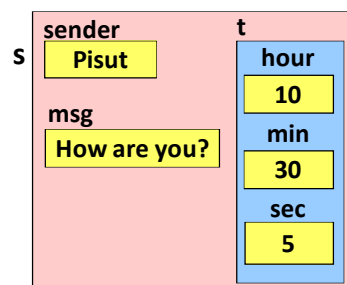 s
sender
Pisut
msg
How are you?
t
hour
10
min
30
sec
5